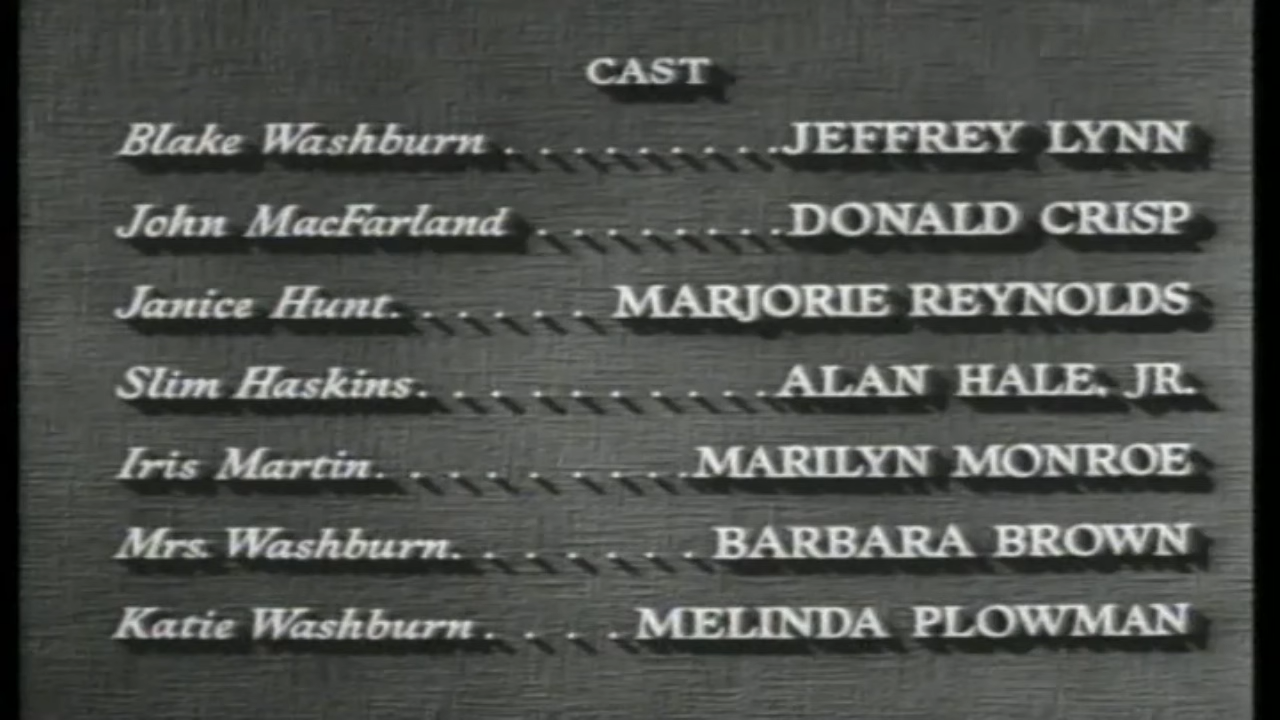 CAST
Blake Washburn . . . . . . . . . . JEFFREY LYNN
John MacFarland . . . . . . . . DONALD CRISP
Janice Hunt. . . . . . MARJORIE REYNOLDS
Slim Haskins. . . . . . . . . . ALAN HALE, JR.
Iris Martin. . . . . . . . . MARILYN MONROE
Mrs. Washburn. . . . . . . BARBARA BROWN
Katie Washburn . . . . MELINDA PLOWMAN